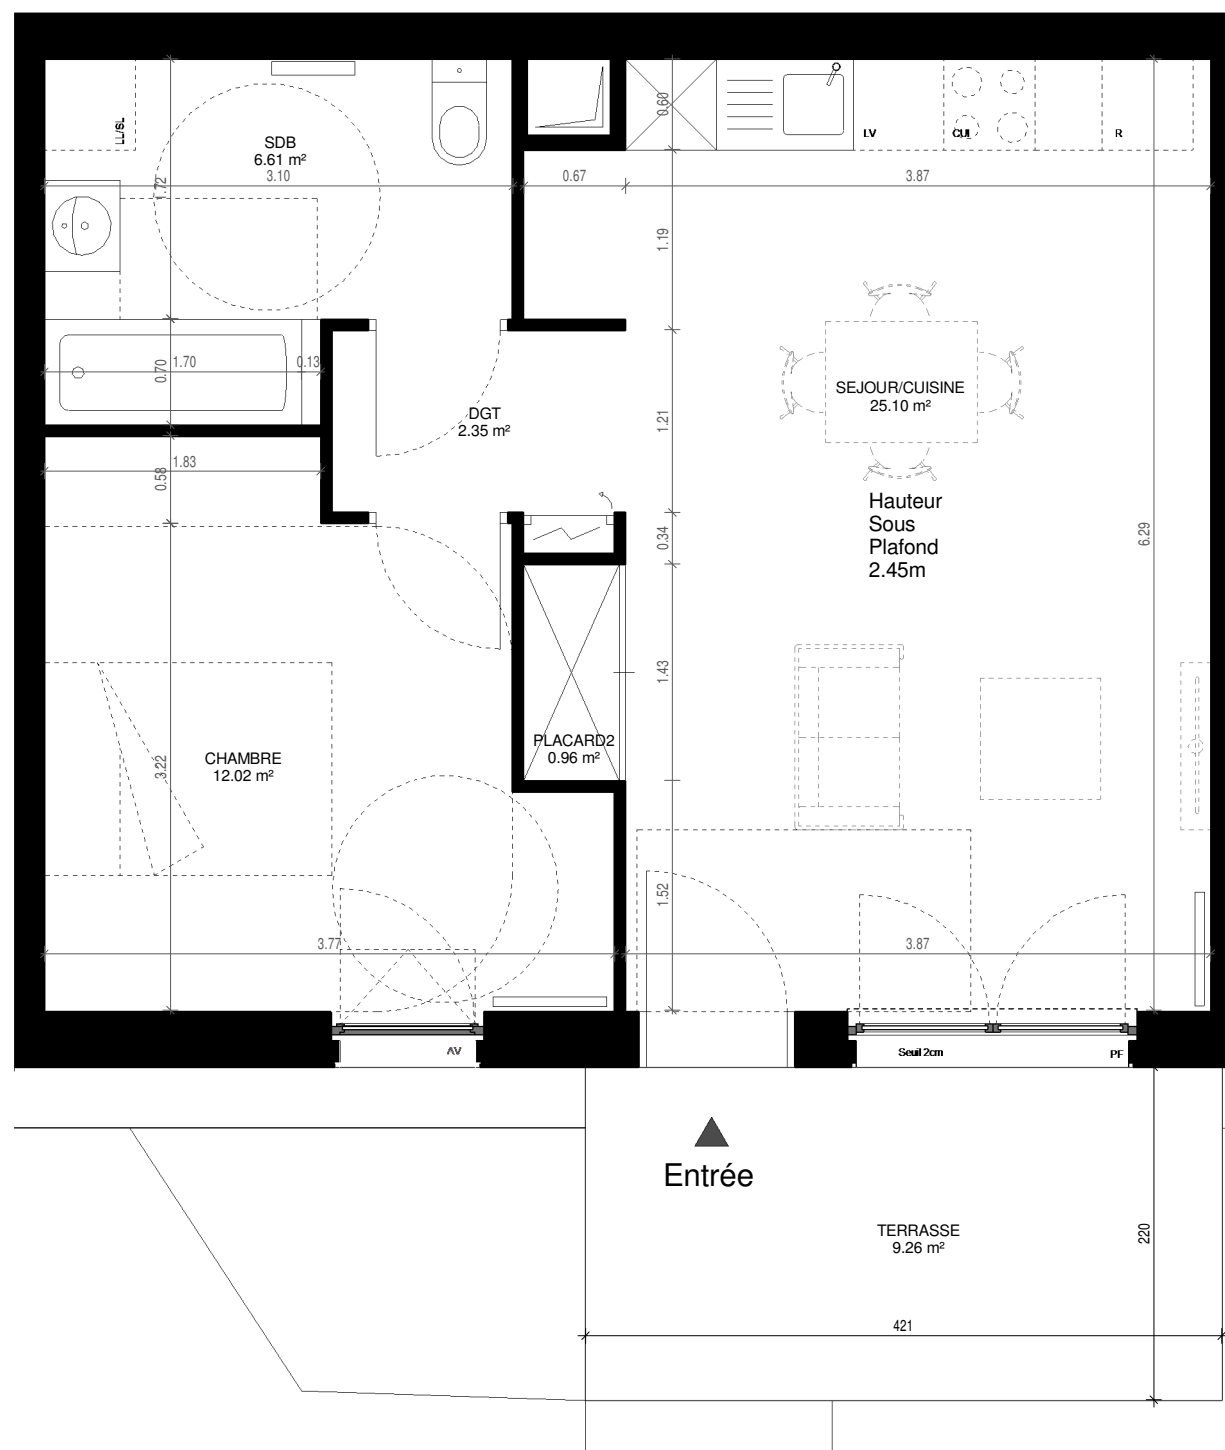 LL/SL
SDB
6.61 m²
3.10
1.72
0.67
0.60
LV
CUI
R
3.87
1.19
0.70
1.70
0.13
DGT
2.35 m²
1.21
SEJOUR/CUISINE
25.10 m²
Hauteur
Sous
Plafond
2.45m
1.83
0.58
0.34
6.29
CHAMBRE
12.02 m²
3.22
PLACARD2
0.96 m²
1.43
1.52
3.77
3.87
AV
Seuil 2cm
PF
Entrée
TERRASSE
9.26 m²
220
421